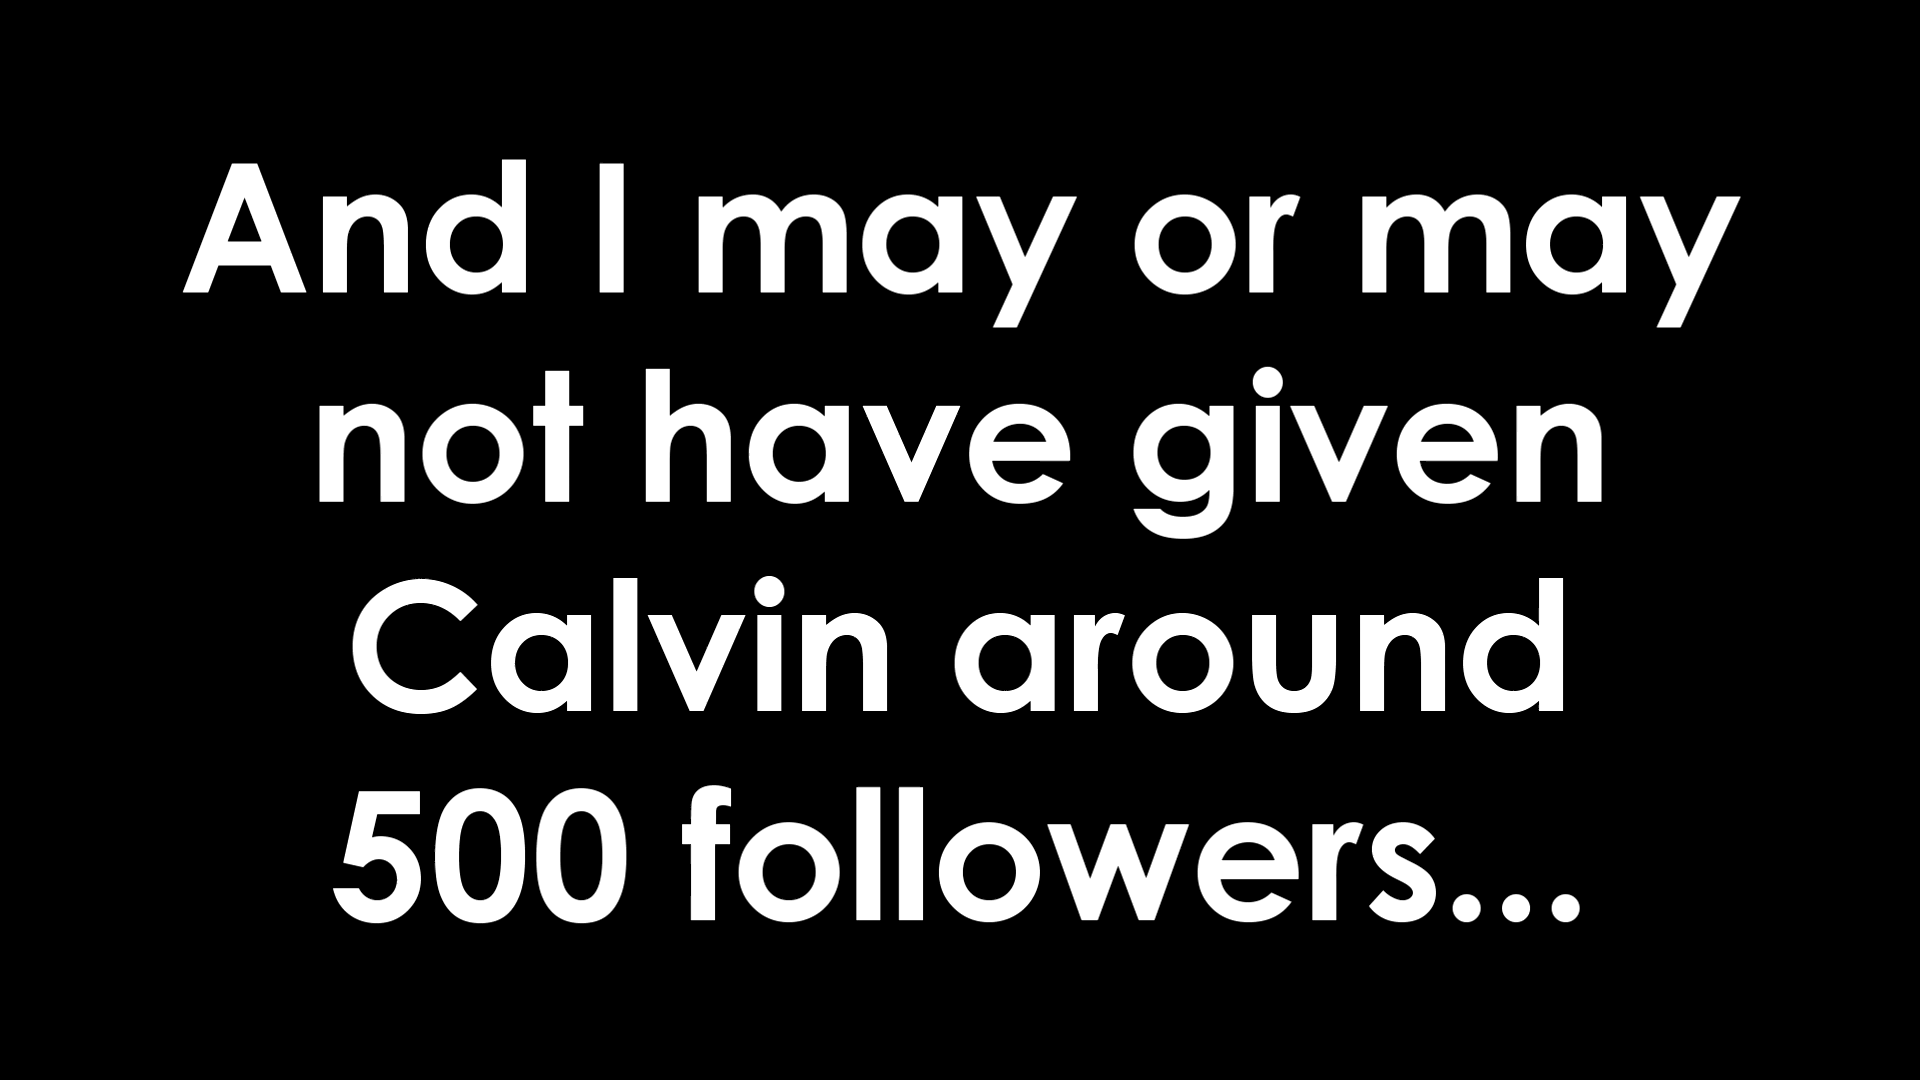 And I may or may
not have given
Calvin around
500 followers...